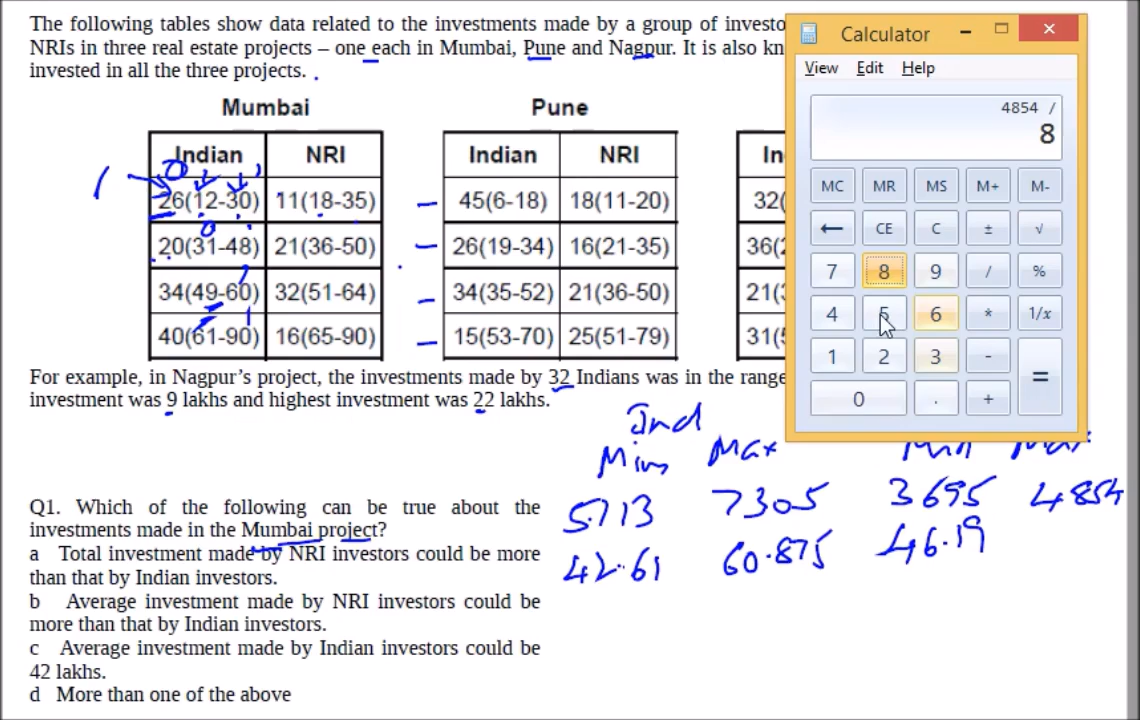 The following tables show data related to the investments made by a group of investo
NRIs in three real estate projects – one each in Mumbai, Pune and Nagpur. It is also kn
invested in all the three projects.
Mumbai
Indian NRI
26(12-30) 11(18-35)
20(31-48) 21(36-50)
34(49-60) 32(51-64)
40(61-90) 16(65-90)
Pune
Indian NRI
45(6-18) 18(11-20)
26(19-34) 16(21-35)
34(35-52) 21(36-50)
15(53-70) 25(51-79)
In
32(
36(2
21(3
31(5
For example, in Nagpur's project, the investments made by 32 Indians was in the range
investment was 9 lakhs and highest investment was 22 lakhs.
Calculator
View Edit Help
4854 /
8
MC MR MS M+ M-
← CE C ± √
7 8 9 / %
4 5 6 * 1/x
1 2 3 - =
0 . +
Ind
Min Max Min Max
5713 7305 3695 4854
42.61 60.875 46.19
Q1. Which of the following can be true about the
investments made in the Mumbai project?
a Total investment made by NRI investors could be more
than that by Indian investors.
b Average investment made by NRI investors could be
more than that by Indian investors.
c Average investment made by Indian investors could be
42 lakhs.
d More than one of the above